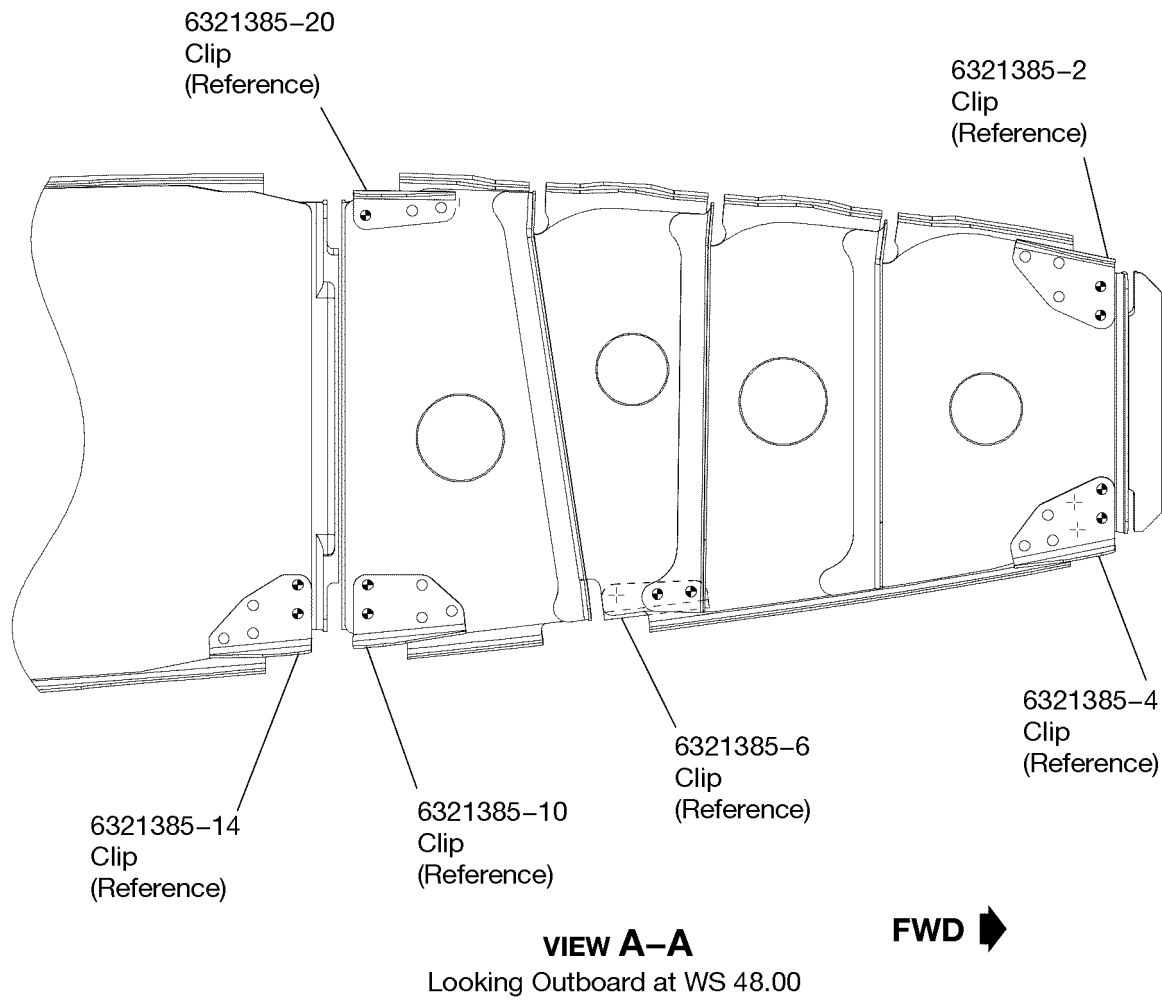 6321385−20
Clip
(Reference)
6321385−2
Clip
(Reference)
6321385−4
Clip
(Reference)
6321385−6
Clip
(Reference)
6321385−10
Clip
(Reference)
6321385−14
Clip
(Reference)
FWD
VIEW A−A
Looking Outboard at WS 48.00